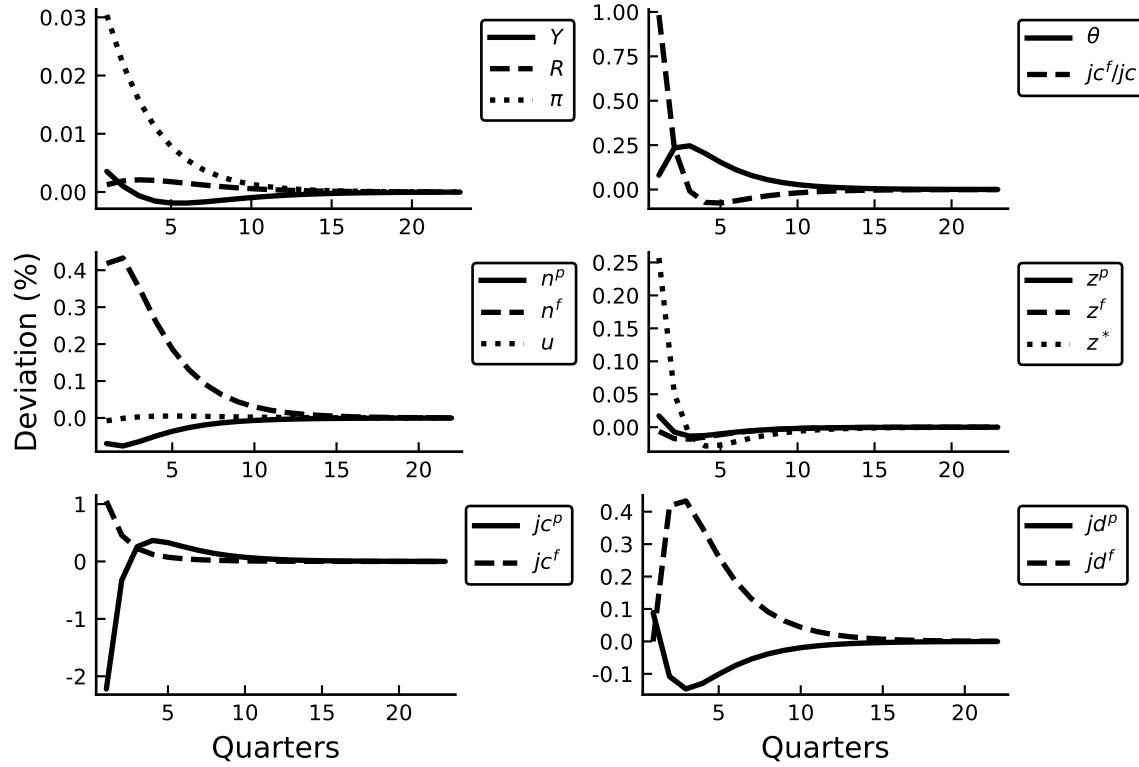 0.03
0.02
0.01
0.00
5 10 15 20
Y
R
π
1.00
0.75
0.50
0.25
0.00
5 10 15 20
θ
jc^f/jc
Deviation (%)
0.4
0.3
0.2
0.1
0.0
5 10 15 20
n^p
n^f
u
0.25
0.20
0.15
0.10
0.05
0.00
5 10 15 20
z^p
z^f
z^*
1
0
-1
-2
5 10 15 20
Quarters
jc^p
jc^f
0.4
0.3
0.2
0.1
0.0
-0.1
5 10 15 20
Quarters
jd^p
jd^f